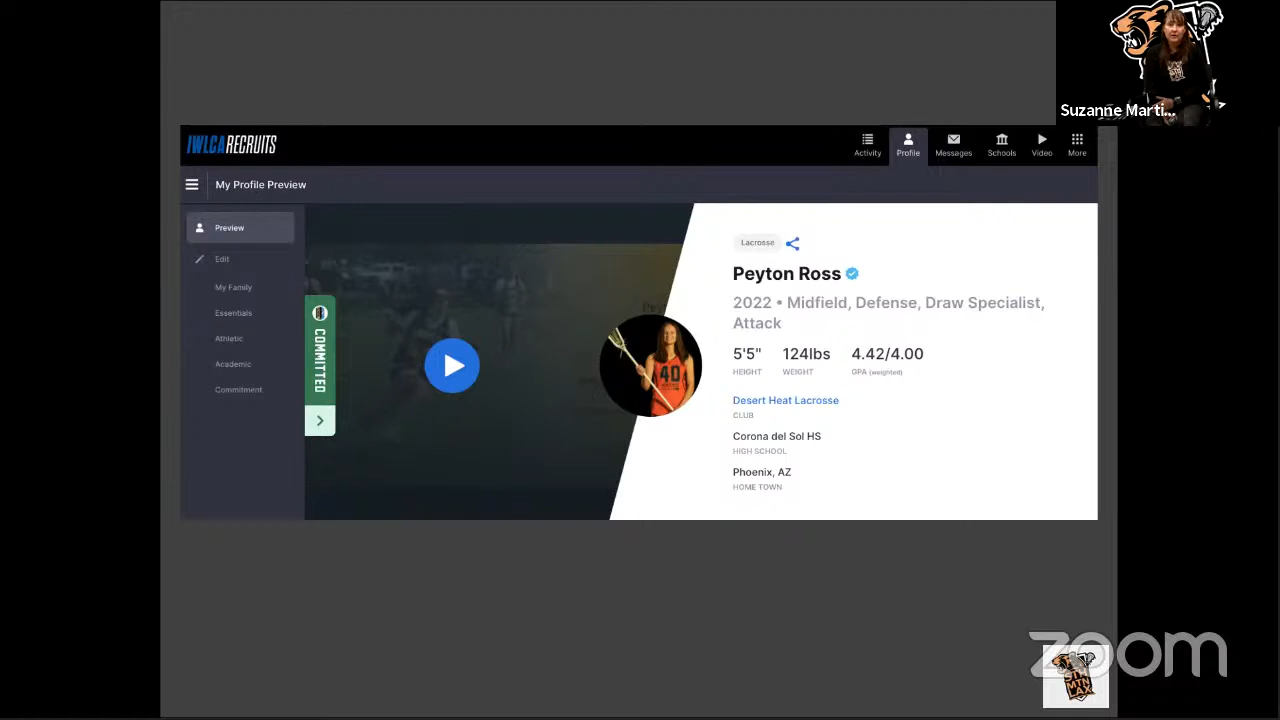 Suzanne Marti...
IWLCA RECRUITS
Activity
Profile
Messages
Schools
Video
More
My Profile Preview
Preview
Edit
My Family
Essentials
Athletic
Academic
Commitment
COMMITTED
Lacrosse
Peyton Ross
2022 • Midfield, Defense, Draw Specialist,
Attack
5'5" 124lbs 4.42/4.00
HEIGHT WEIGHT GPA (weighted)
Desert Heat Lacrosse
CLUB
Corona del Sol HS
HIGH SCHOOL
Phoenix, AZ
HOME TOWN
40
zoom
STH
MTN
LAX